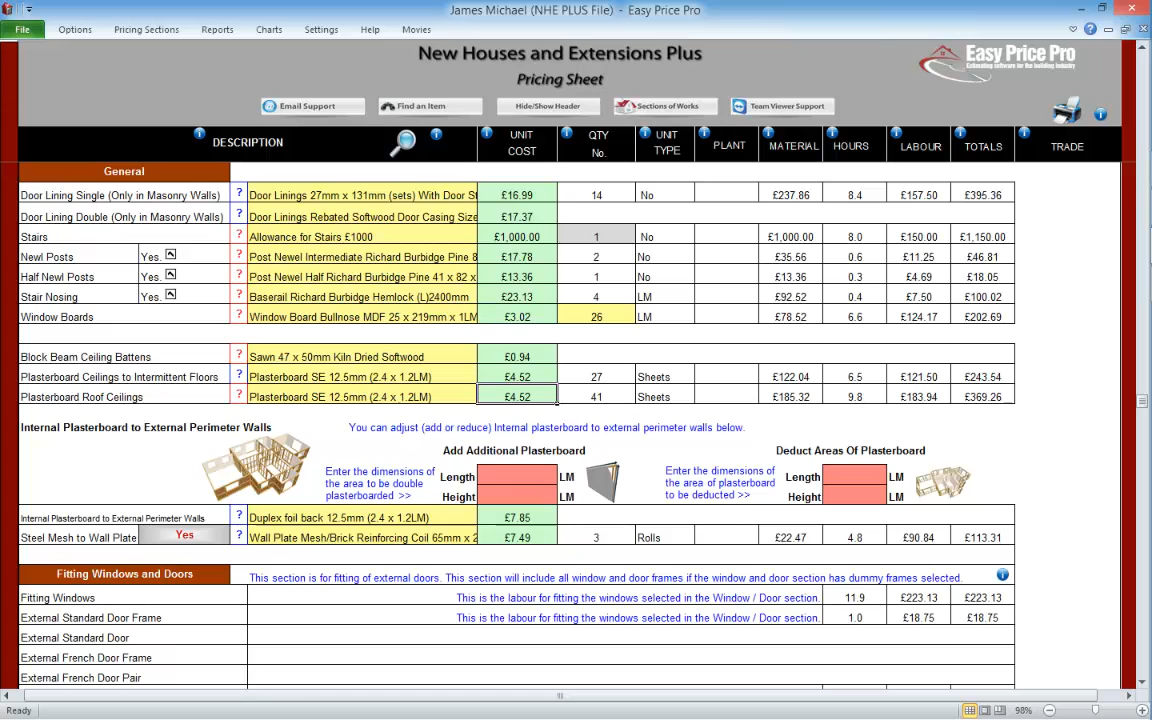 James Michael (NHE PLUS File) - Easy Price Pro
File Options Pricing Sections Reports Charts Settings Help Movies
New Houses and Extensions Plus
Pricing Sheet
Easy Price Pro
Estimating software for the building industry
Email Support Find an Item Hide/Show Header Sections of Works Team Viewer Support
DESCRIPTION UNIT COST QTY No. UNIT TYPE PLANT MATERIAL HOURS LABOUR TOTALS TRADE
General
Door Lining Single (Only in Masonry Walls) ? Door Linings 27mm x 131mm (sets) With Door St £16.99 14 No £237.86 8.4 £157.50 £395.36
Door Lining Double (Only in Masonry Walls) ? Door Linings Rebated Softwood Door Casing Size £17.37
Stairs ? Allowance for Stairs £1000 £1,000.00 1 No £1,000.00 8.0 £150.00 £1,150.00
Newl Posts Yes. ? Post Newel Intermediate Richard Burbidge Pine 8 £17.78 2 No £35.56 0.6 £11.25 £46.81
Half Newl Posts Yes. ? Post Newel Half Richard Burbidge Pine 41 x 82 x £13.36 1 No £13.36 0.3 £4.69 £18.05
Stair Nosing Yes. ? Baserail Richard Burbidge Hemlock (L)2400mm £23.13 4 LM £92.52 0.4 £7.50 £100.02
Window Boards ? Window Board Bullnose MDF 25 x 219mm x 1LM £3.02 26 LM £78.52 6.6 £124.17 £202.69
Block Beam Ceiling Battens ? Sawn 47 x 50mm Kiln Dried Softwood £0.94
Plasterboard Ceilings to Intermittent Floors ? Plasterboard SE 12.5mm (2.4 x 1.2LM) £4.52 27 Sheets £122.04 6.5 £121.50 £243.54
Plasterboard Roof Ceilings ? Plasterboard SE 12.5mm (2.4 x 1.2LM) £4.52 41 Sheets £185.32 9.8 £183.94 £369.26
Internal Plasterboard to External Perimeter Walls You can adjust (add or reduce) Internal plasterboard to external perimeter walls below.
Add Additional Plasterboard Deduct Areas Of Plasterboard
Enter the dimensions of the area to be double plasterboarded >>
Length LM
Height LM
Enter the dimensions of the area of plasterboard to be deducted >>
Length LM
Height LM
Internal Plasterboard to External Perimeter Walls ? Duplex foil back 12.5mm (2.4 x 1.2LM) £7.85
Steel Mesh to Wall Plate Yes ? Wall Plate Mesh/Brick Reinforcing Coil 65mm x 2 £7.49 3 Rolls £22.47 4.8 £90.84 £113.31
Fitting Windows and Doors This section is for fitting of external doors. This section will include all window and door frames if the window and door section has dummy frames selected.
Fitting Windows This is the labour for fitting the windows selected in the Window / Door section. 11.9 £223.13 £223.13
External Standard Door Frame This is the labour for fitting the windows selected in the Window / Door section. 1.0 £18.75 £18.75
External Standard Door
External French Door Frame
External French Door Pair
Ready 98%